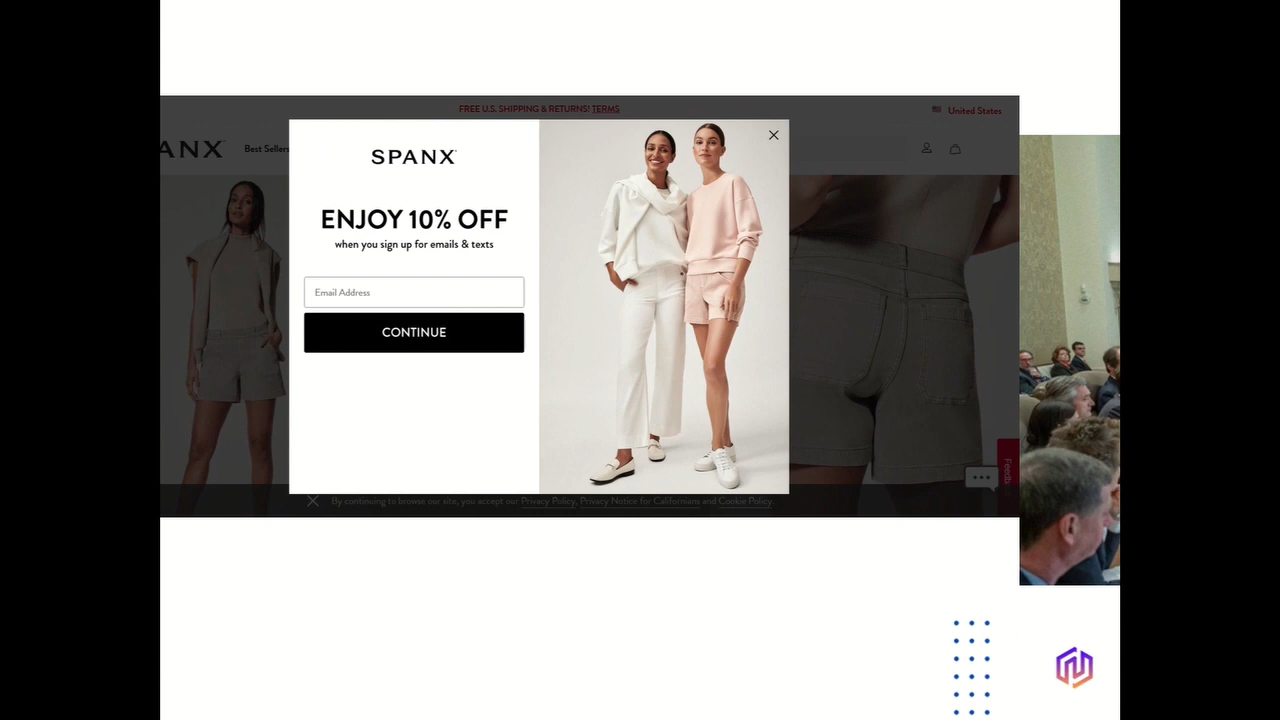 FREE U.S. SHIPPING & RETURNS! TERMS
United States
ANX
Best Sellers
SPANX
ENJOY 10% OFF
when you sign up for emails & texts
Email Address
CONTINUE
By continuing to browse our site, you accept our Privacy Policy, Privacy Notice for Californians and Cookie Policy.